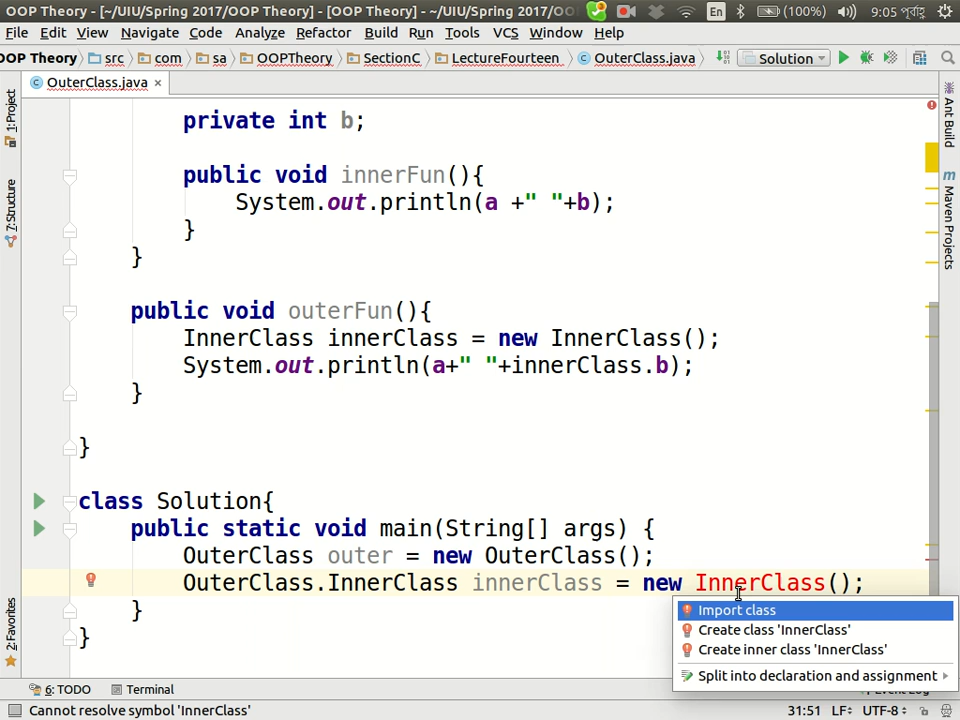 OOP Theory - [~/UIU/Spring 2017/OOP Theory] - [OOP Theory] - ~/UIU/Spring 2017/OO
En (100%) 9:05 পূর্বাহ্ণ
File Edit View Navigate Code Analyze Refactor Build Run Tools VCS Window Help
OOP Theory src com sa OOPTheory SectionC LectureFourteen OuterClass.java Solution
OuterClass.java
1:Project
7:Structure
2:Favorites
Ant Build
Maven Projects
private int b;
public void innerFun(){
System.out.println(a +" "+b);
}
}
public void outerFun(){
InnerClass innerClass = new InnerClass();
System.out.println(a+" "+innerClass.b);
}
}
class Solution{
public static void main(String[] args) {
OuterClass outer = new OuterClass();
OuterClass.InnerClass innerClass = new InnerClass();
}
}
Import class
Create class 'InnerClass'
Create inner class 'InnerClass'
Split into declaration and assignment
6: TODO Terminal Event Log
Cannot resolve symbol 'InnerClass' 31:51 LF UTF-8